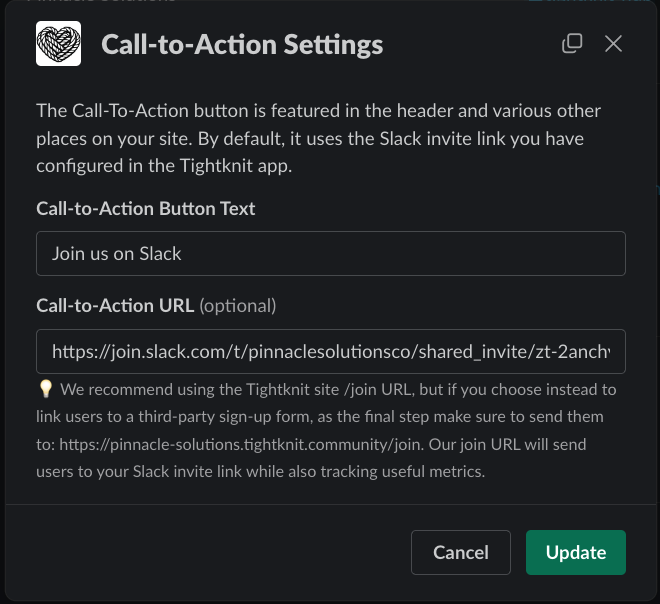 Call-to-Action Settings
The Call-To-Action button is featured in the header and various other
places on your site. By default, it uses the Slack invite link you have
configured in the Tightknit app.
Call-to-Action Button Text
Join us on Slack
Call-to-Action URL (optional)
https://join.slack.com/t/pinnaclesolutionsco/shared_invite/zt-2anchv
💡 We recommend using the Tightknit site /join URL, but if you choose instead to
link users to a third-party sign-up form, as the final step make sure to send them
to: https://pinnacle-solutions.tightknit.community/join. Our join URL will send
users to your Slack invite link while also tracking useful metrics.
Cancel
Update